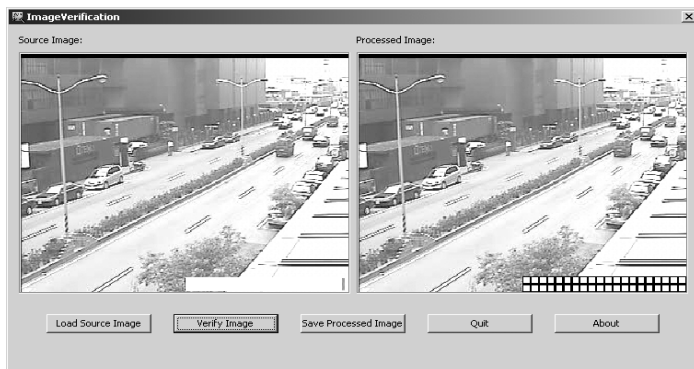 ImageVerification
Source Image:
Processed Image:
Load Source Image
Verify Image
Save Processed Image
Quit
About